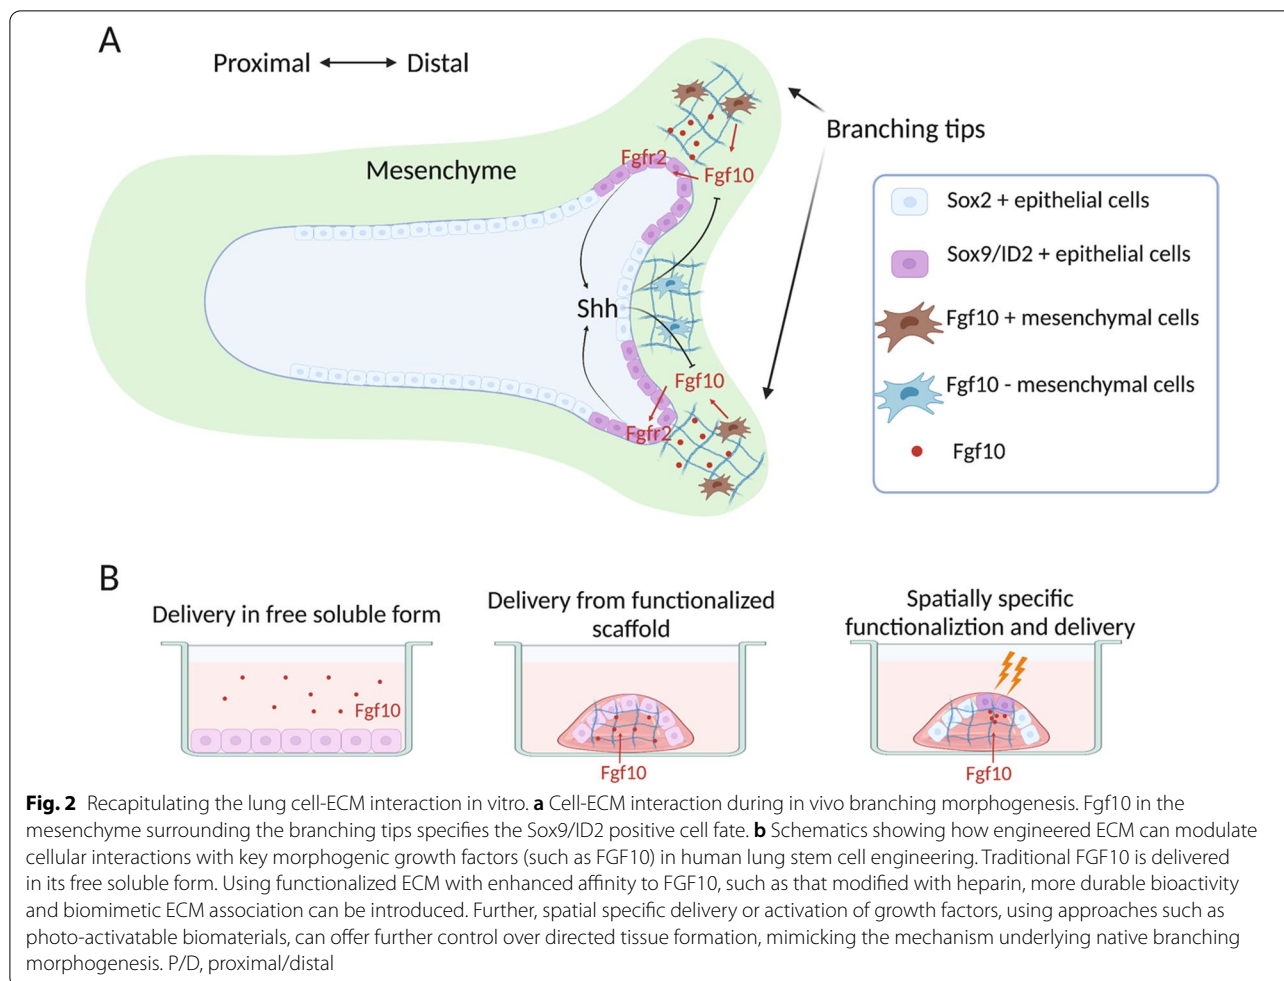 A
Proximal Distal
Mesenchyme
Branching tips
Fgfr2
Fgf10
Shh
Fgf10
Fgfr2
Sox2 + epithelial cells
Sox9/ID2 + epithelial cells
Fgf10 + mesenchymal cells
Fgf10 - mesenchymal cells
Fgf10
B
Delivery in free soluble form
Fgf10
Delivery from functionalized
scaffold
Fgf10
Spatially specific
functionaliztion and delivery
Fgf10
Fig. 2 Recapitulating the lung cell-ECM interaction in vitro. a Cell-ECM interaction during in vivo branching morphogenesis. Fgf10 in the
mesenchyme surrounding the branching tips specifies the Sox9/ID2 positive cell fate. b Schematics showing how engineered ECM can modulate
cellular interactions with key morphogenic growth factors (such as FGF10) in human lung stem cell engineering. Traditional FGF10 is delivered
in its free soluble form. Using functionalized ECM with enhanced affinity to FGF10, such as that modified with heparin, more durable bioactivity
and biomimetic ECM association can be introduced. Further, spatial specific delivery or activation of growth factors, using approaches such as
photo-activatable biomaterials, can offer further control over directed tissue formation, mimicking the mechanism underlying native branching
morphogenesis. P/D, proximal/distal